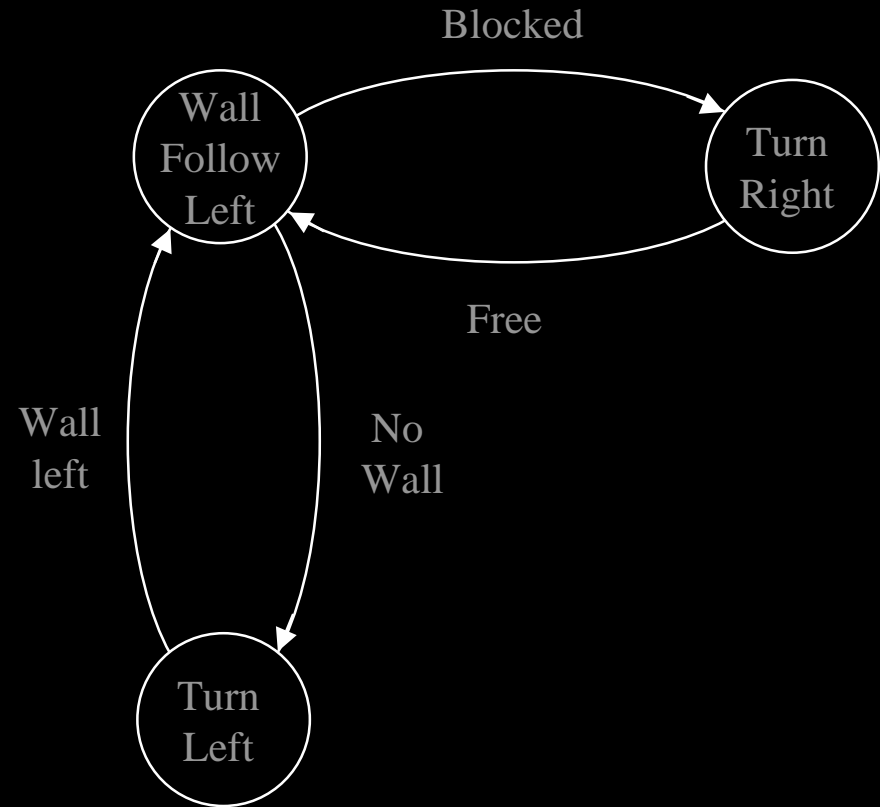 Blocked
Wall
Follow
Left
Turn
Right
Free
Wall
left
No
Wall
Turn
Left